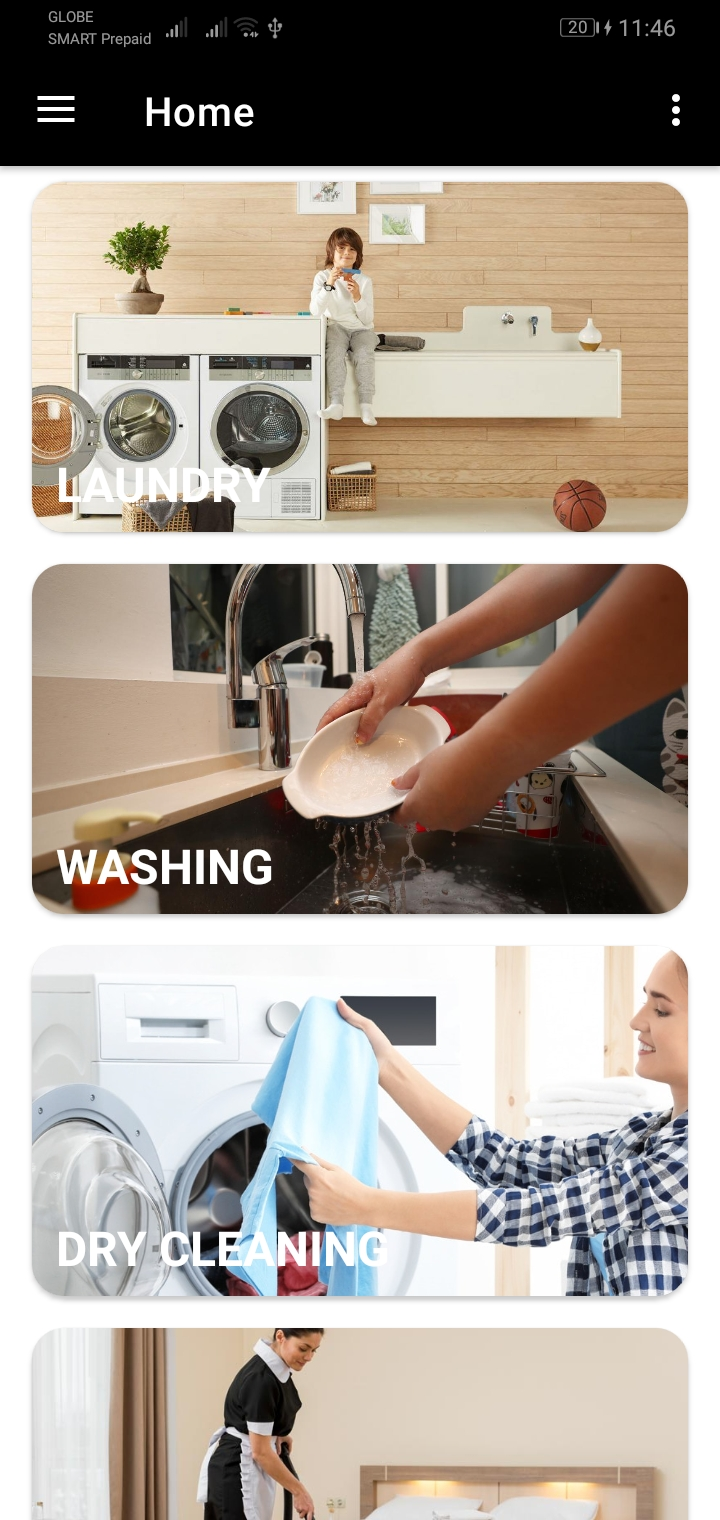 GLOBE
SMART Prepaid
20 11:46
Home
LAUNDRY
WASHING
DRY CLEANING